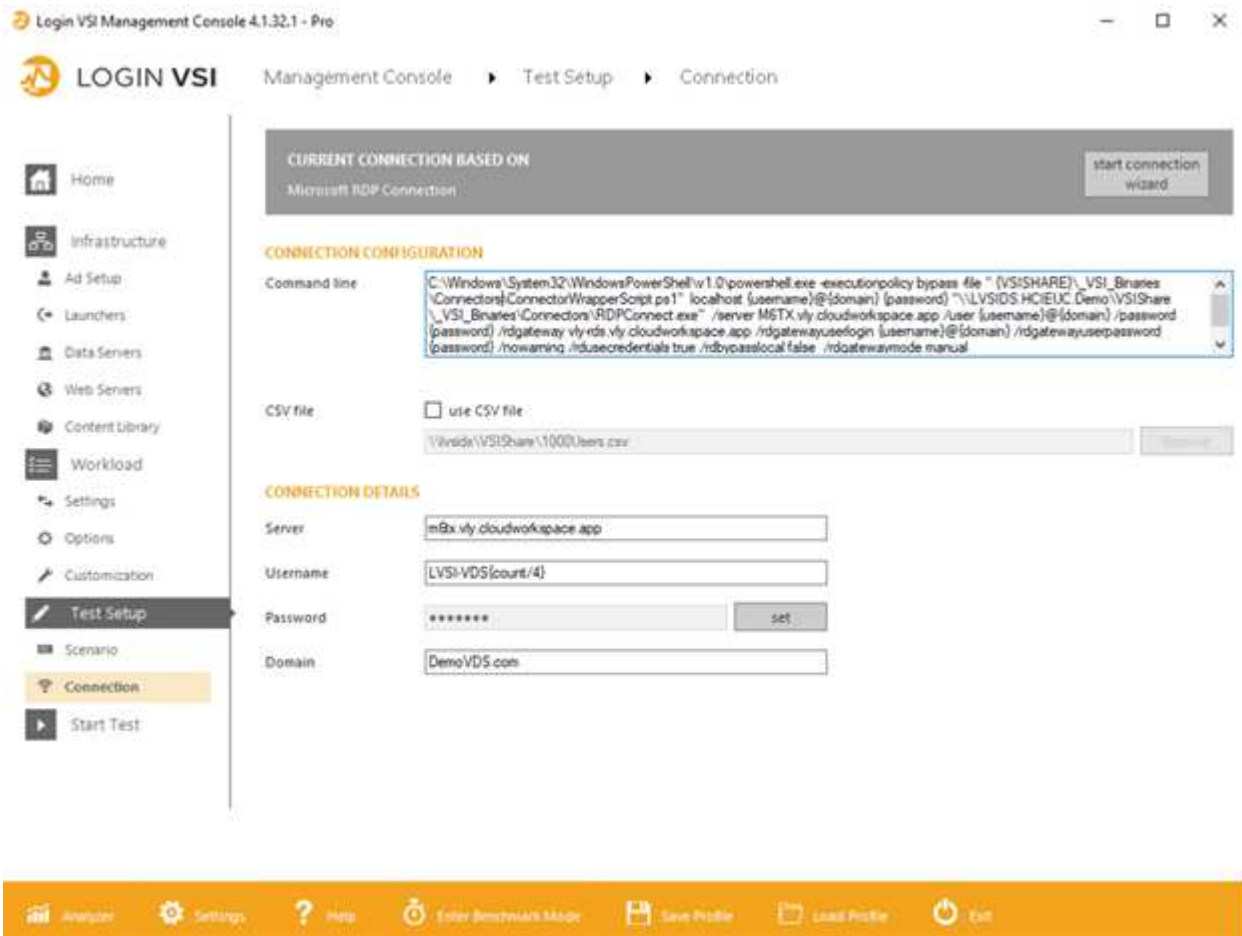 Login VSI Management Console 4.1.32.1 - Pro
LOGIN VSI
Management Console
Test Setup
Connection
CURRENT CONNECTION BASED ON
Microsoft RDP Connection
start connection
wizard
Home
Infrastructure
Ad Setup
Launchers
Data Servers
Web Servers
Content Library
Workload
Settings
Options
Customization
Test Setup
Scenario
Connection
Start Test
CONNECTION CONFIGURATION
Command line
C:\Windows\System32\WindowsPowerShell\v1.0\powershell.exe -executionpolicy bypass -file " {VSISHARE}\_VSI_Binaries
\Connectors\ConnectorWrapperScript.ps1" localhost {username}@{domain} {password} "\\LVSIDS.HCIEUC.Demo\VSIShare
\_VSI_Binaries\Connectors\RDPConnect.exe" /server M6TX.vly.cloudworkspace.app /user {username}@{domain} /password
{password} /rdgateway vly-rds.vly.cloudworkspace.app /rdgatewayuserlogin {username}@{domain} /rdgatewayuserpassword
{password} /nowarning /rdusecredentials true /rdbypasslocal false /rdgatewaymode manual
CSV file
use CSV file
\\lvsids\VSIShare\1000Users.csv
CONNECTION DETAILS
Server
m6tx.vly.cloudworkspace.app
Username
LVSI-VDS{count/4}
Password
*******
set
Domain
DemoVDS.com
Analyzer
Settings
Help
Enter Benchmark Mode
Save Profile
Load Profile
Exit